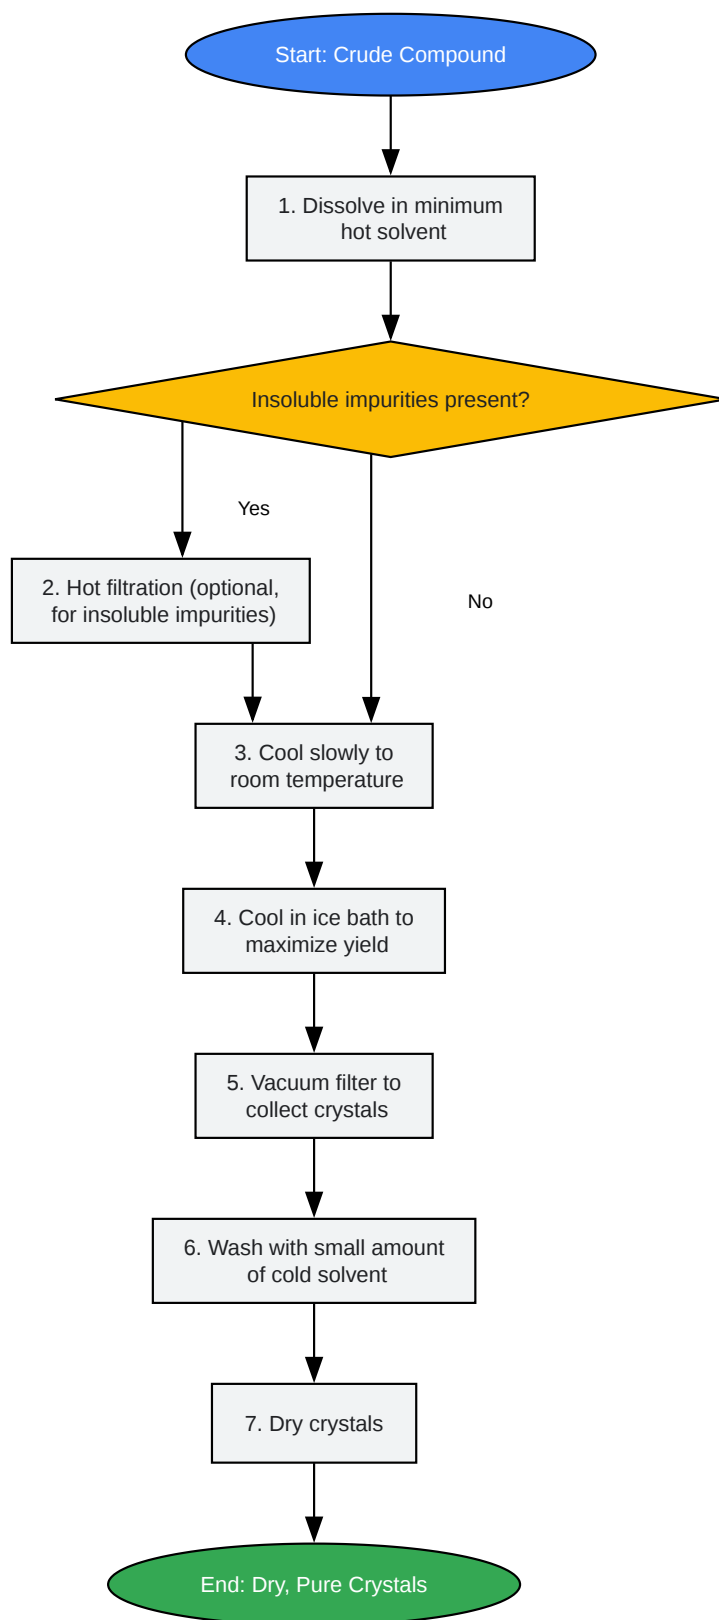 Start: Crude Compound
1. Dissolve in minimum
hot solvent
Insoluble impurities present?
Yes
2. Hot filtration (optional,
for insoluble impurities)
No
3. Cool slowly to
room temperature
4. Cool in ice bath to
maximize yield
5. Vacuum filter to
collect crystals
6. Wash with small amount
of cold solvent
7. Dry crystals
End: Dry, Pure Crystals